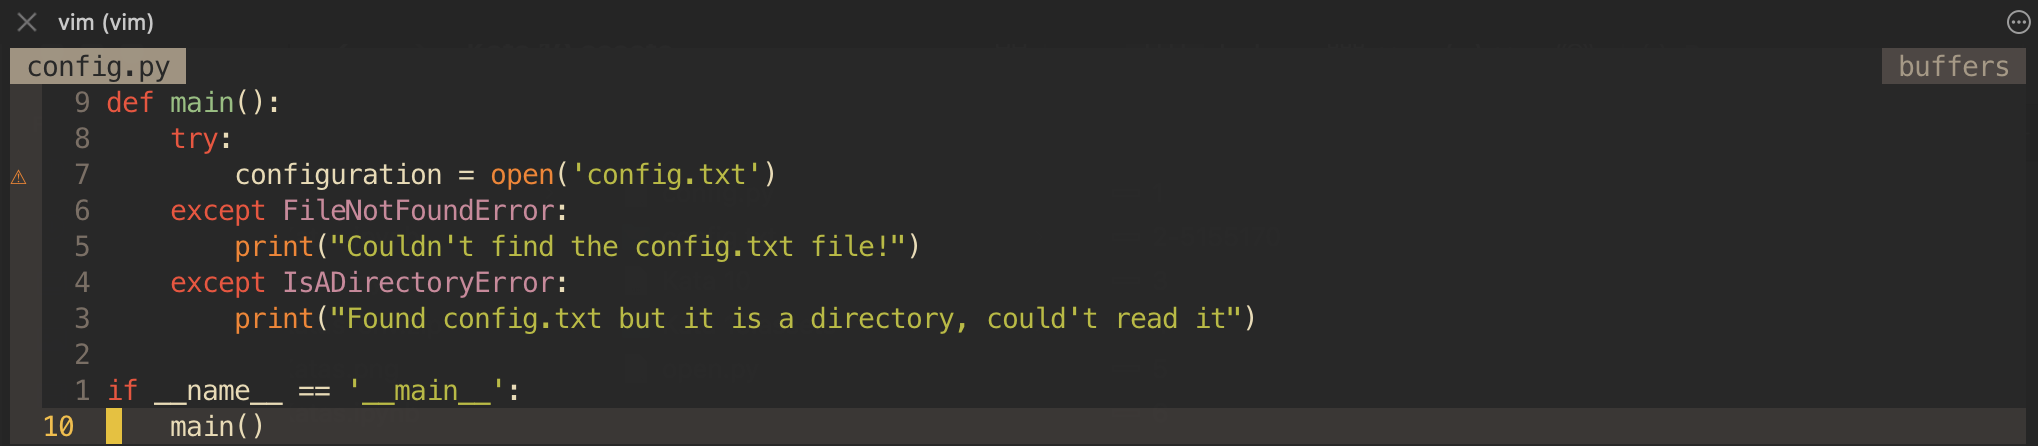 vim (vim)
config.py buffers
9 def main():
8     try:
⚠ 7         configuration = open('config.txt')
6     except FileNotFoundError:
5         print("Couldn't find the config.txt file!")
4     except IsADirectoryError:
3         print("Found config.txt but it is a directory, could't read it")
2
1 if __name__ == '__main__':
10     main()